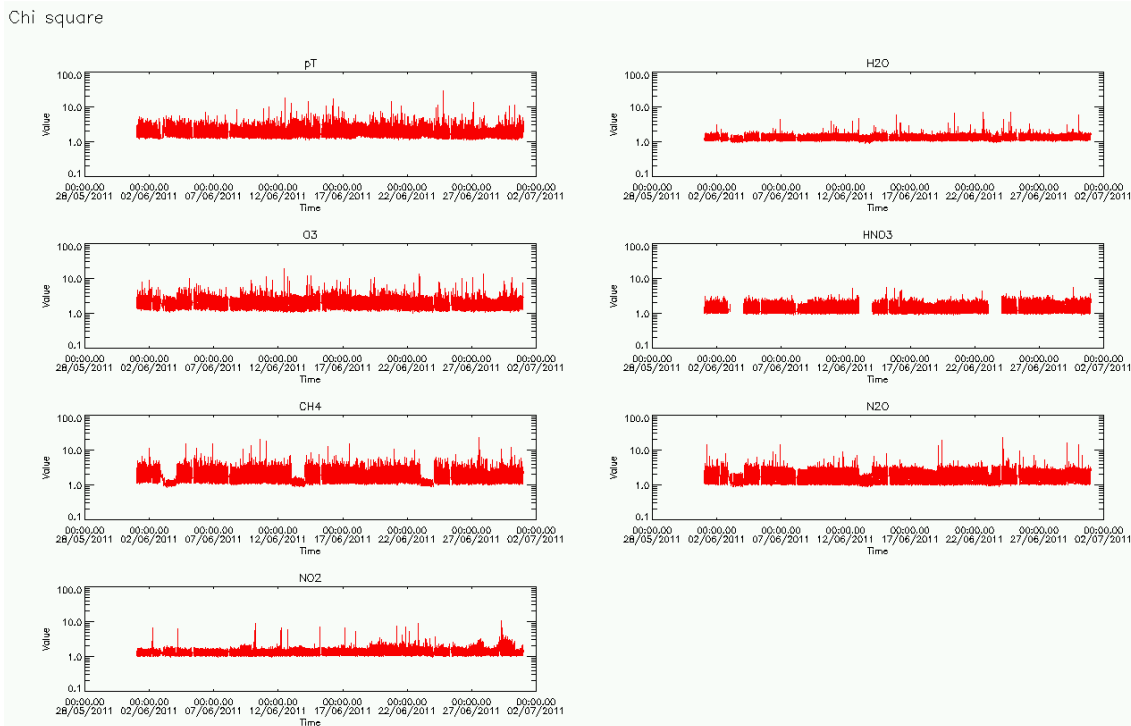 Chi square
pT
100.0
10.0
1.0
0.1
Value
00:00.00 00:00.00 00:00.00 00:00.00 00:00.00 00:00.00 00:00.00 00:00.00
28/05/2011 02/06/2011 07/06/2011 12/06/2011 17/06/2011 22/06/2011 27/06/2011 02/07/2011
Time
H2O
100.0
10.0
1.0
0.1
Value
00:00.00 00:00.00 00:00.00 00:00.00 00:00.00 00:00.00 00:00.00 00:00.00
28/05/2011 02/06/2011 07/06/2011 12/06/2011 17/06/2011 22/06/2011 27/06/2011 02/07/2011
Time
O3
100.0
10.0
1.0
0.1
Value
00:00.00 00:00.00 00:00.00 00:00.00 00:00.00 00:00.00 00:00.00 00:00.00
28/05/2011 02/06/2011 07/06/2011 12/06/2011 17/06/2011 22/06/2011 27/06/2011 02/07/2011
Time
HNO3
100.0
10.0
1.0
0.1
Value
00:00.00 00:00.00 00:00.00 00:00.00 00:00.00 00:00.00 00:00.00 00:00.00
28/05/2011 02/06/2011 07/06/2011 12/06/2011 17/06/2011 22/06/2011 27/06/2011 02/07/2011
Time
CH4
100.0
10.0
1.0
0.1
Value
00:00.00 00:00.00 00:00.00 00:00.00 00:00.00 00:00.00 00:00.00 00:00.00
28/05/2011 02/06/2011 07/06/2011 12/06/2011 17/06/2011 22/06/2011 27/06/2011 02/07/2011
Time
N2O
100.0
10.0
1.0
0.1
Value
00:00.00 00:00.00 00:00.00 00:00.00 00:00.00 00:00.00 00:00.00 00:00.00
28/05/2011 02/06/2011 07/06/2011 12/06/2011 17/06/2011 22/06/2011 27/06/2011 02/07/2011
Time
NO2
100.0
10.0
1.0
0.1
Value
00:00.00 00:00.00 00:00.00 00:00.00 00:00.00 00:00.00 00:00.00 00:00.00
28/05/2011 02/06/2011 07/06/2011 12/06/2011 17/06/2011 22/06/2011 27/06/2011 02/07/2011
Time